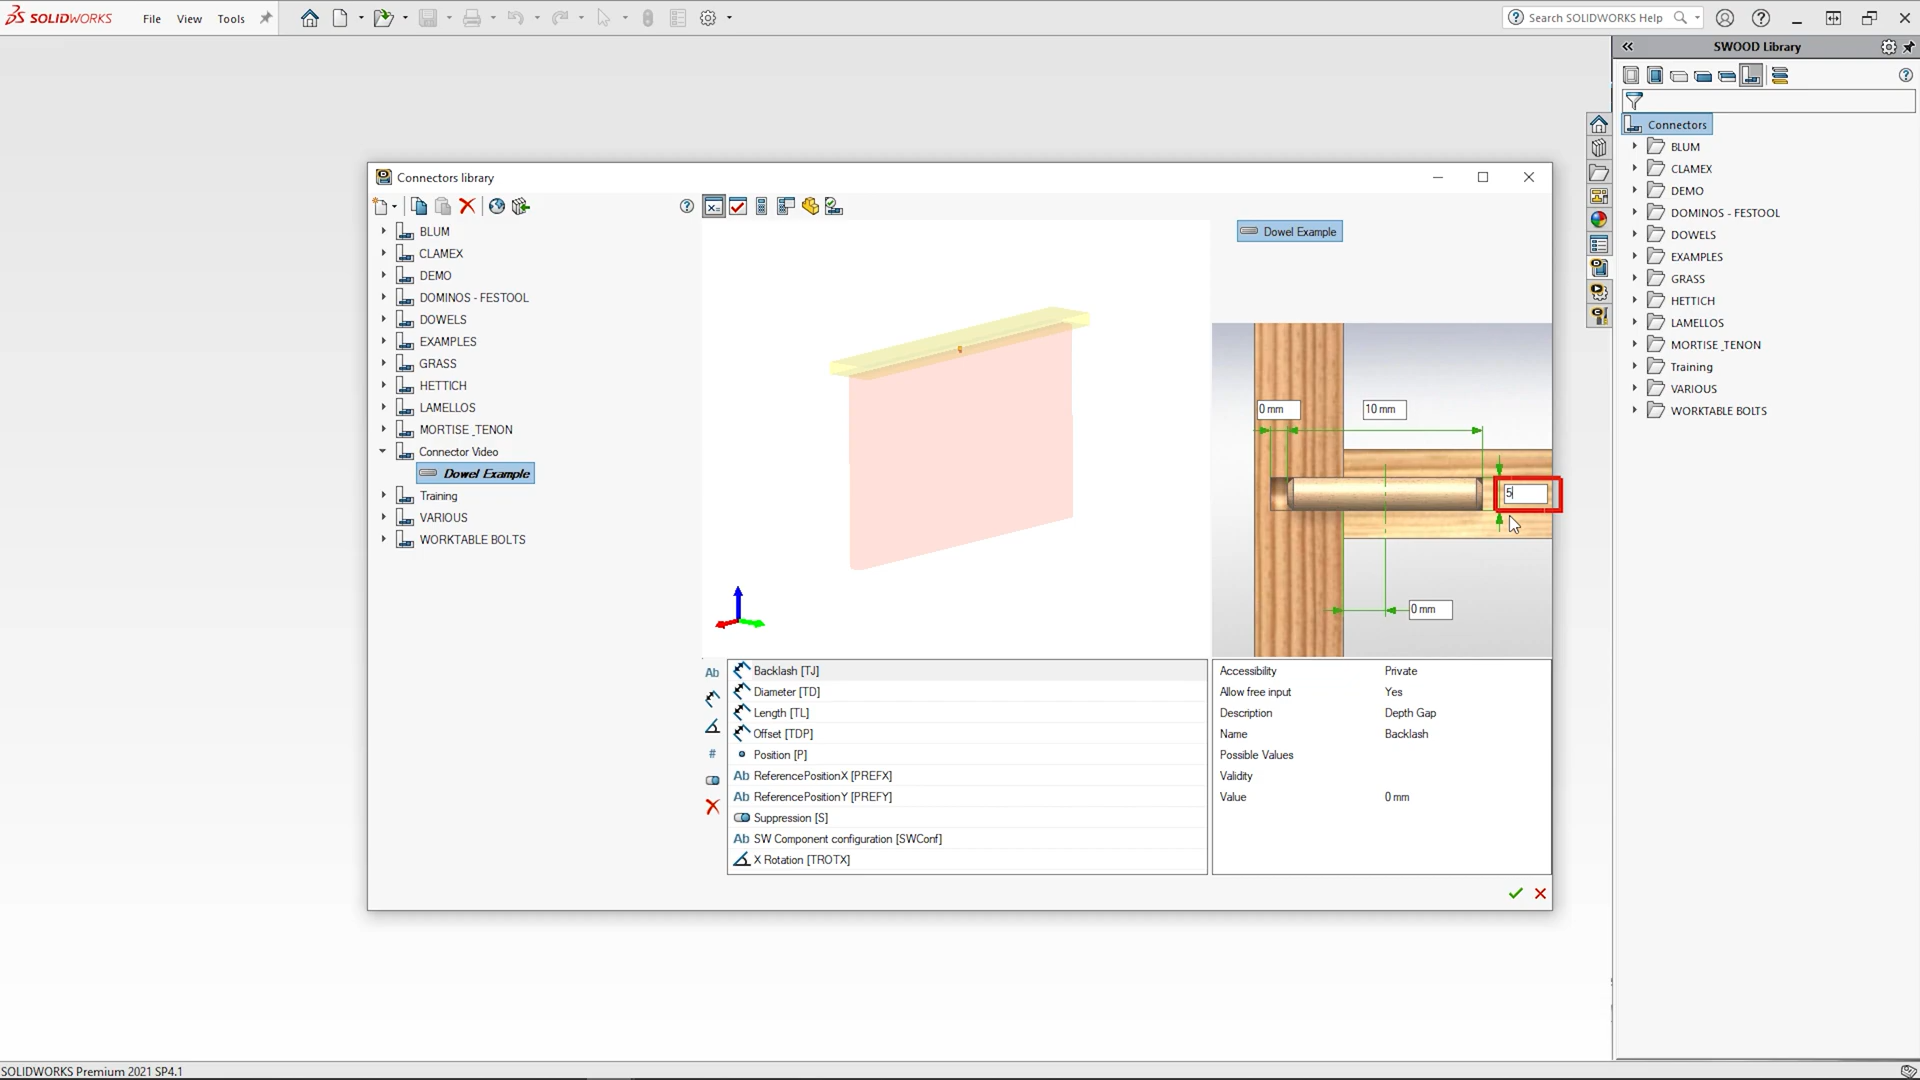 SOLIDWORKS
File
View
Tools
Search SOLIDWORKS Help
SWOOD Library
Connectors
BLUM
CLAMEX
DEMO
DOMINOS - FESTOOL
DOWELS
EXAMPLES
GRASS
HETTICH
LAMELLOS
MORTISE_TENON
Training
VARIOUS
WORKTABLE BOLTS
Connectors library
BLUM
CLAMEX
DEMO
DOMINOS - FESTOOL
DOWELS
EXAMPLES
GRASS
HETTICH
LAMELLOS
MORTISE_TENON
Connector Video
Dowel Example
Training
VARIOUS
WORKTABLE BOLTS
Dowel Example
0 mm
10 mm
5
0 mm
Ab
#
Backlash [TJ]
Diameter [TD]
Length [TL]
Offset [TDP]
Position [P]
Ab ReferencePositionX [PREFX]
Ab ReferencePositionY [PREFY]
Suppression [S]
Ab SW Component configuration [SWConf]
X Rotation [TROTX]
Accessibility Private
Allow free input Yes
Description Depth Gap
Name Backlash
Possible Values
Validity
Value 0 mm
SOLIDWORKS Premium 2021 SP4.1